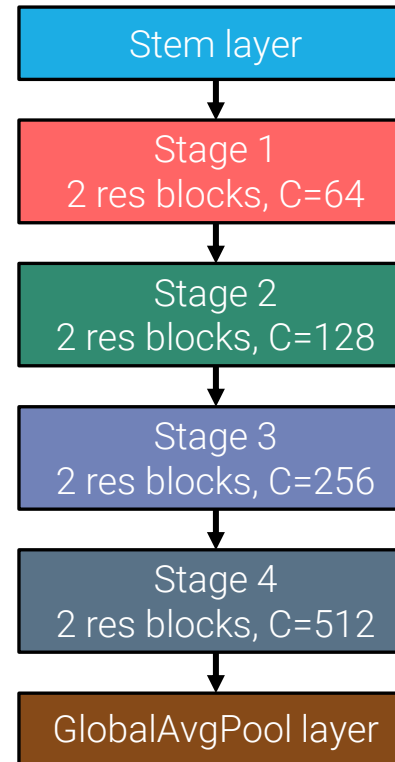 Stem layer
Stage 1
2 res blocks, C=64
Stage 2
2 res blocks, C=128
Stage 3
2 res blocks, C=256
Stage 4
2 res blocks, C=512
GlobalAvgPool layer